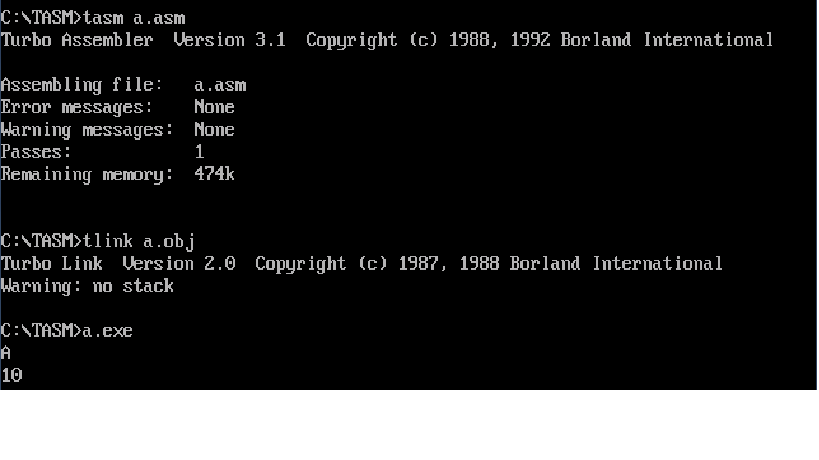 C:\TASM>tasm a.asm
Turbo Assembler  Version 3.1  Copyright (c) 1988, 1992 Borland International
Assembling file:   a.asm
Error messages:    None
Warning messages:  None
Passes:            1
Remaining memory:  474k
C:\TASM>tlink a.obj
Turbo Link  Version 2.0  Copyright (c) 1987, 1988 Borland International
Warning: no stack
C:\TASM>a.exe
A
10